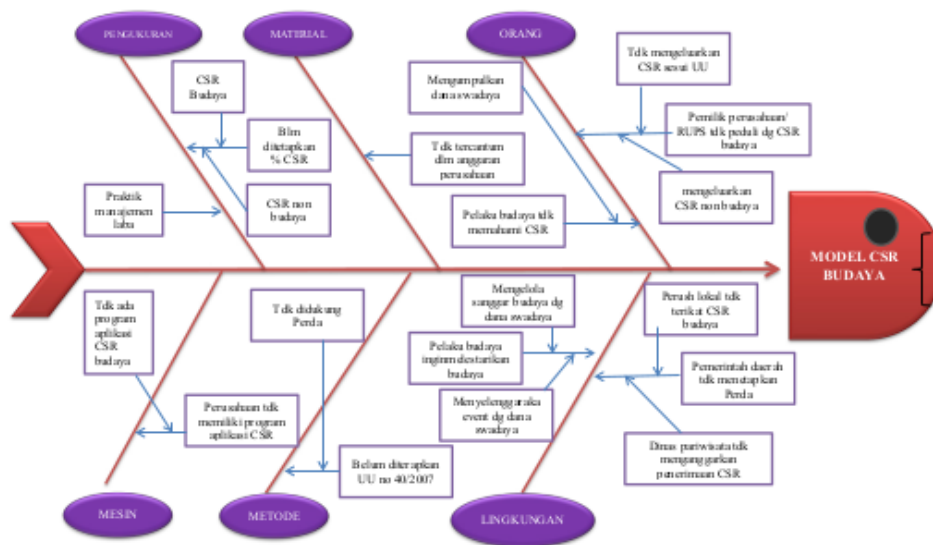 PENGUKURAN
MATERIAL
ORANG
CSR
Budaya
Blm
ditetapkan
% CSR
CSR non
budaya
Praktik
manajemen
laba
Tdk tercantum
dlm anggaran
perusahaan
Mengumpulkan
dana swadaya
Pelaku budaya tdk
memahami CSR
Tdk mengeluarkan
CSR sesui UU
Pemilik perusahaan/
RUPS tdk peduli dg CSR
budaya
mengeluarkan
CSR non budaya
MODEL CSR
BUDAYA
Tdk ada
program
aplikasi
CSR
budaya
Perusahaan tdk
memiliki program
aplikasi CSR
Tdk didukung
Perda
Belum diterapkan
UU no 40/2007
Mengelola
sanggar budaya dg
dana swadaya
Pelaku budaya
inginmelestarikan
budaya
Menyelenggaraka
event dg dana
swadaya
Perush lokal tdk
terikat CSR
budaya
Pemerintah daerah
tdk menetapkan
Perda
Dinas pariwisata tdk
menganggarkan
penerimaan CSR
MESIN
METODE
LINGKUNGAN